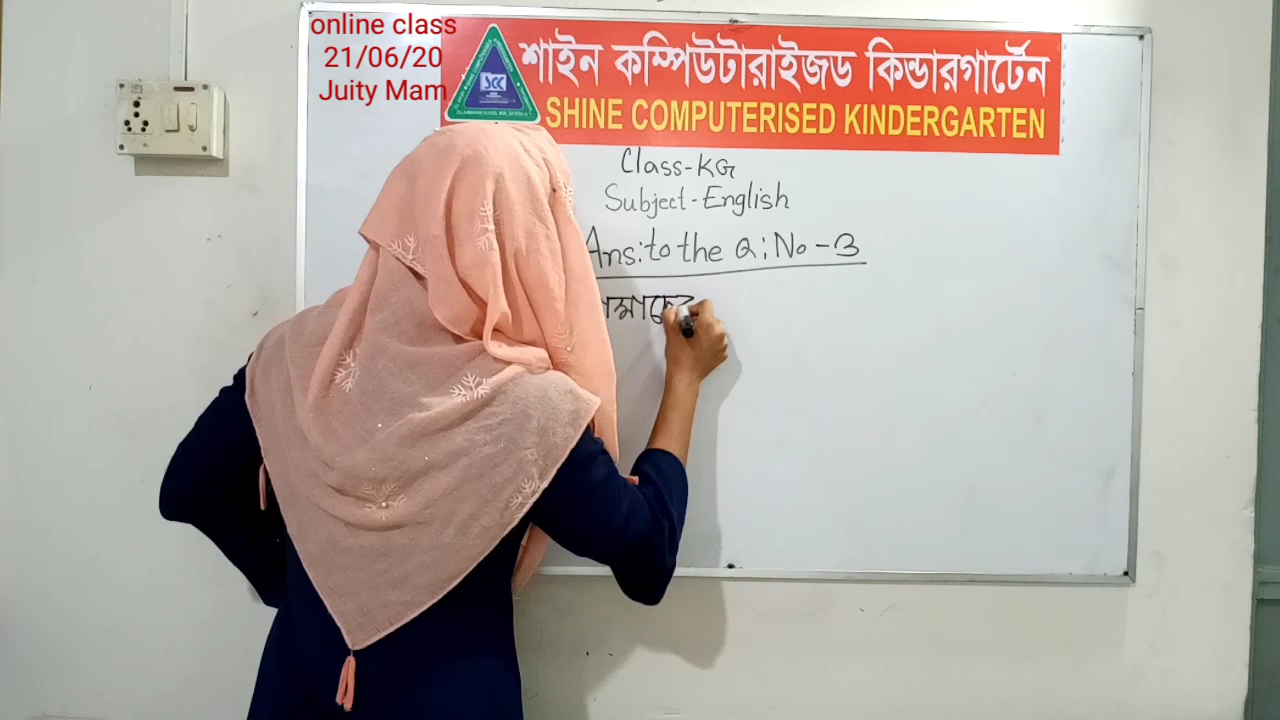 online class
21/06/20
Juity Mam
শাইন কম্পিউটারাইজড কিন্ডারগার্টেন
SHINE COMPUTERISED KINDERGARTEN
Class-KG
Subject-English
Ans:to the Q:No-3